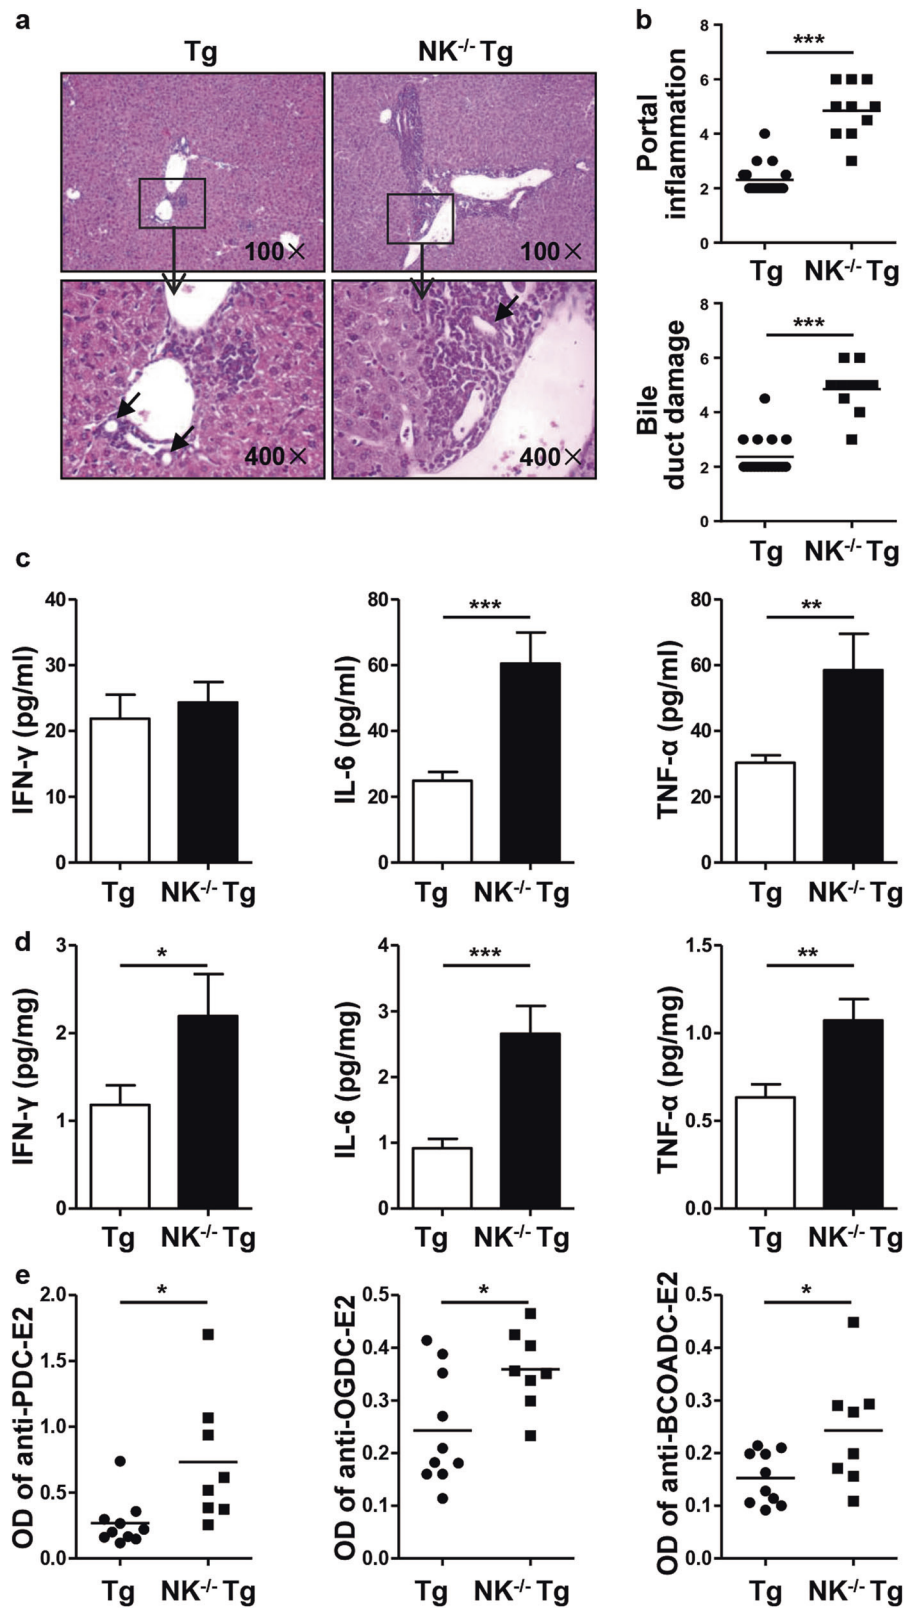 a
Tg
NK-/- Tg
100×
100×
400×
400×
b
Portal
inflammation
8
6
4
2
0
***
Tg
NK-/- Tg
Bile
duct damage
8
6
4
2
0
***
Tg
NK-/- Tg
c
IFN-γ (pg/ml)
40
30
20
10
0
Tg
NK-/- Tg
IL-6 (pg/ml)
80
60
40
20
0
***
Tg
NK-/- Tg
TNF-α (pg/ml)
80
60
40
20
0
**
Tg
NK-/- Tg
d
IFN-γ (pg/mg)
3
2
1
0
*
Tg
NK-/- Tg
IL-6 (pg/mg)
4
3
2
1
0
***
Tg
NK-/- Tg
TNF-α (pg/mg)
1.5
1.0
0.5
0.0
**
Tg
NK-/- Tg
e
OD of anti-PDC-E2
2.0
1.5
1.0
0.5
0.0
*
Tg
NK-/- Tg
OD of anti-OGDC-E2
0.5
0.4
0.3
0.2
0.1
0.0
*
Tg
NK-/- Tg
OD of anti-BCOADC-E2
0.5
0.4
0.3
0.2
0.1
0.0
*
Tg
NK-/- Tg